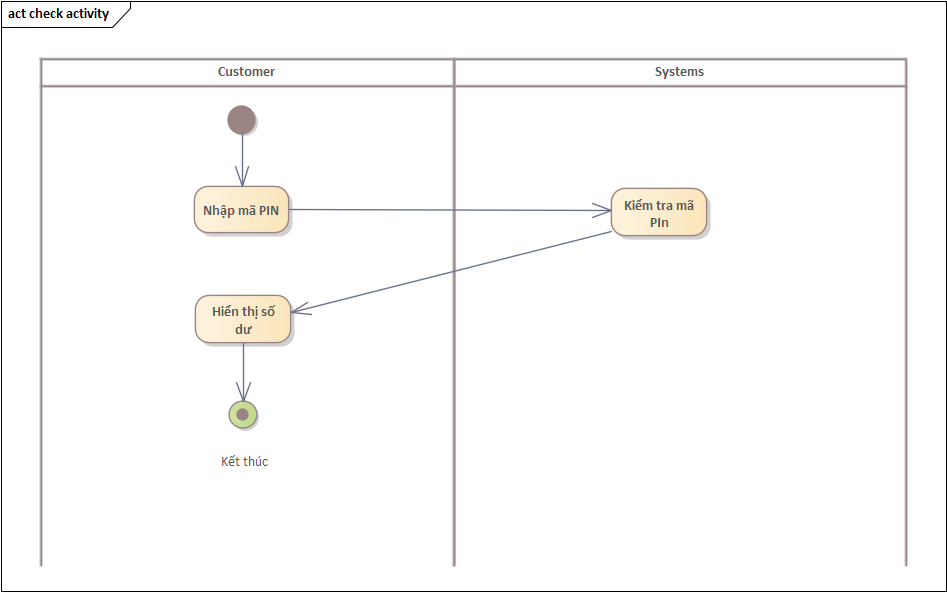 act check activity
Customer
Systems
Nhập mã PIN
Kiểm tra mã
PIn
Hiển thị số
dư
Kết thúc